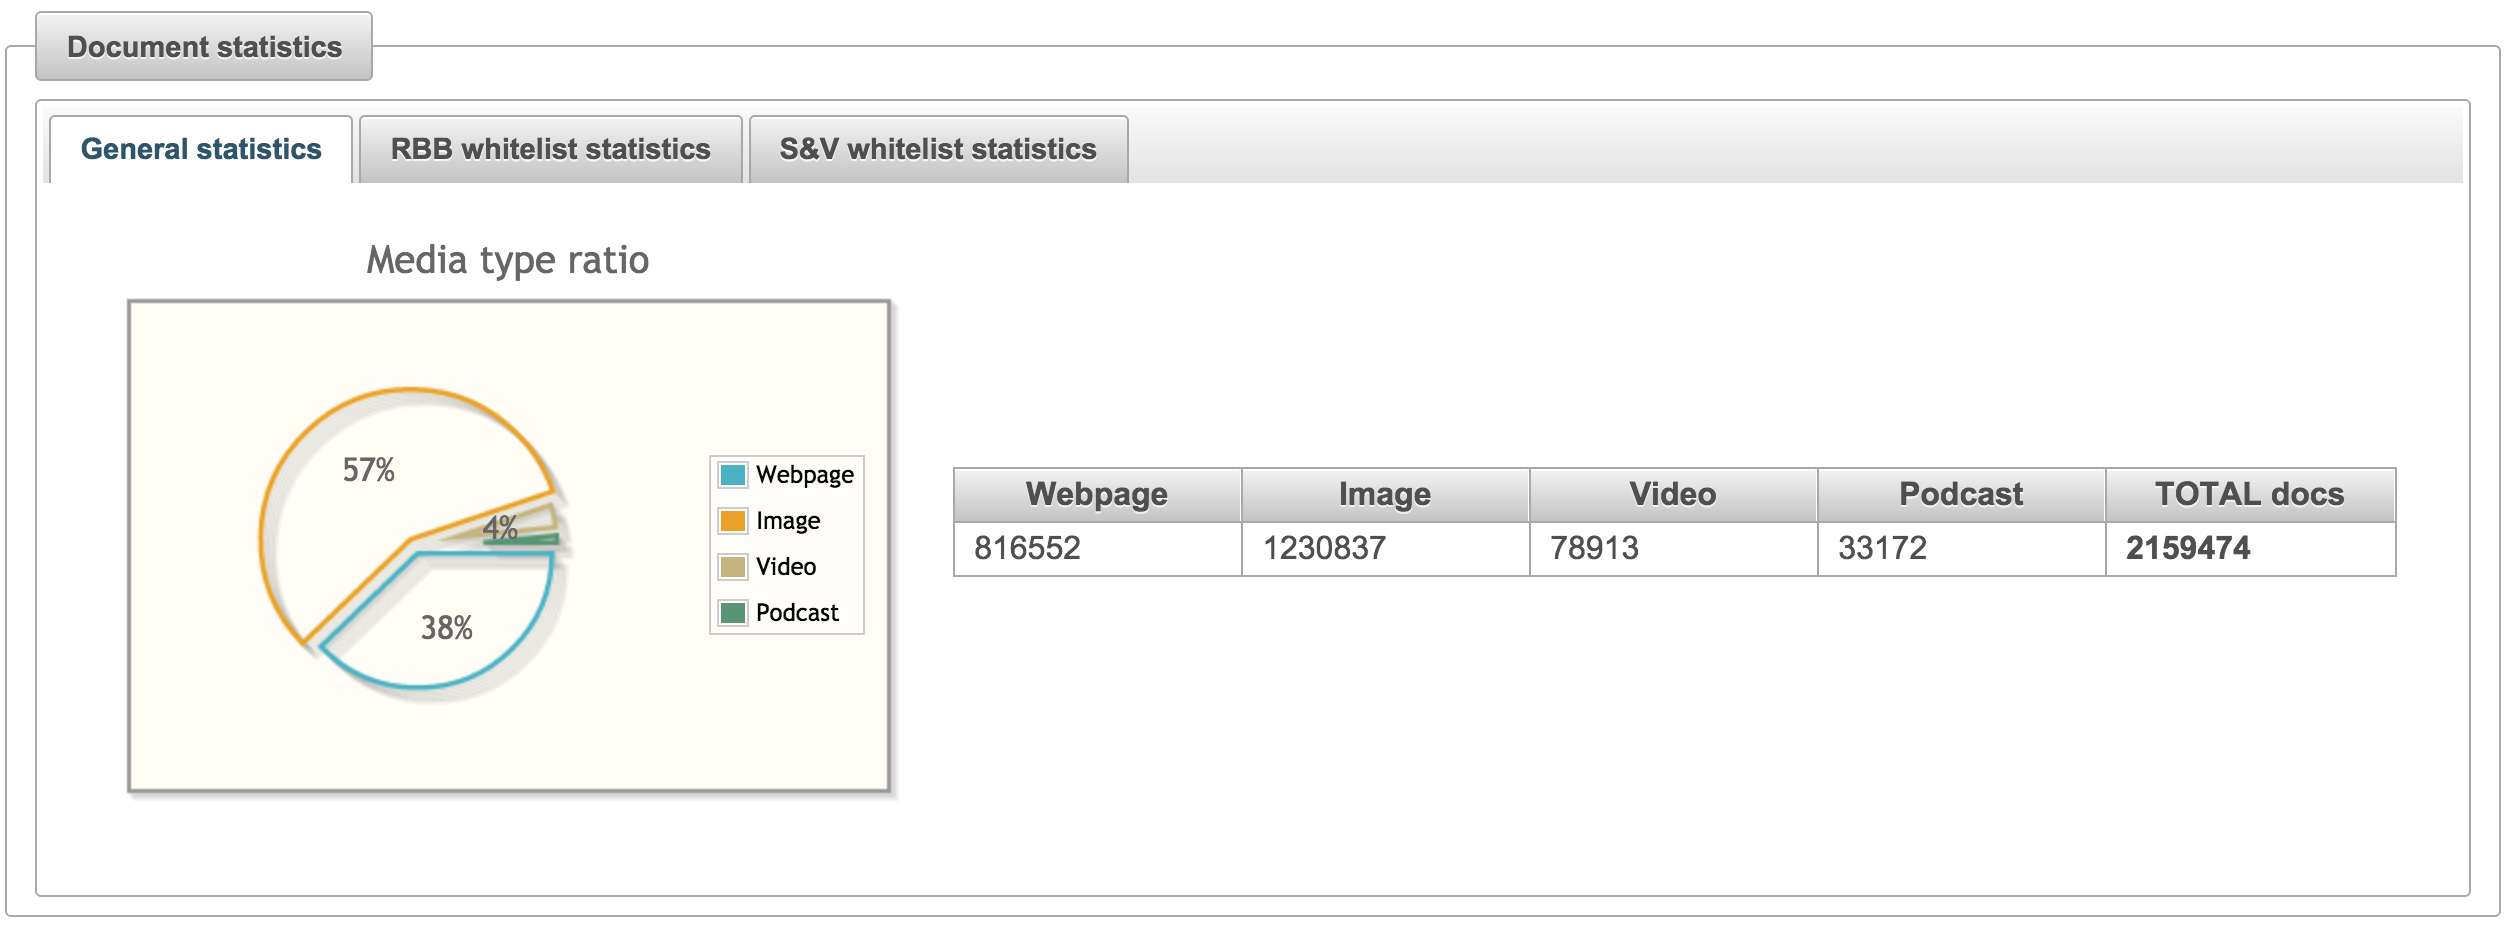 Document statistics
General statistics RBB whitelist statistics S&V whitelist statistics
Media type ratio
57%
4%
38%
Webpage
Image
Video
Podcast
Webpage Image Video Podcast TOTAL docs
816552 1230837 78913 33172 2159474